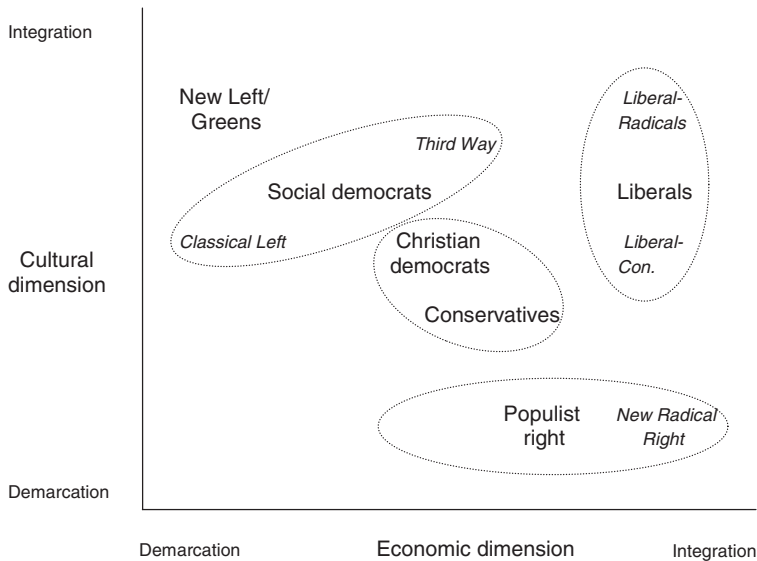 Integration
New Left/
Greens
Liberal-
Radicals
Third Way
Social democrats
Liberals
Classical Left
Christian
democrats
Liberal-
Con.
Cultural
dimension
Conservatives
Populist
right
New Radical
Right
Demarcation
Demarcation
Economic dimension
Integration